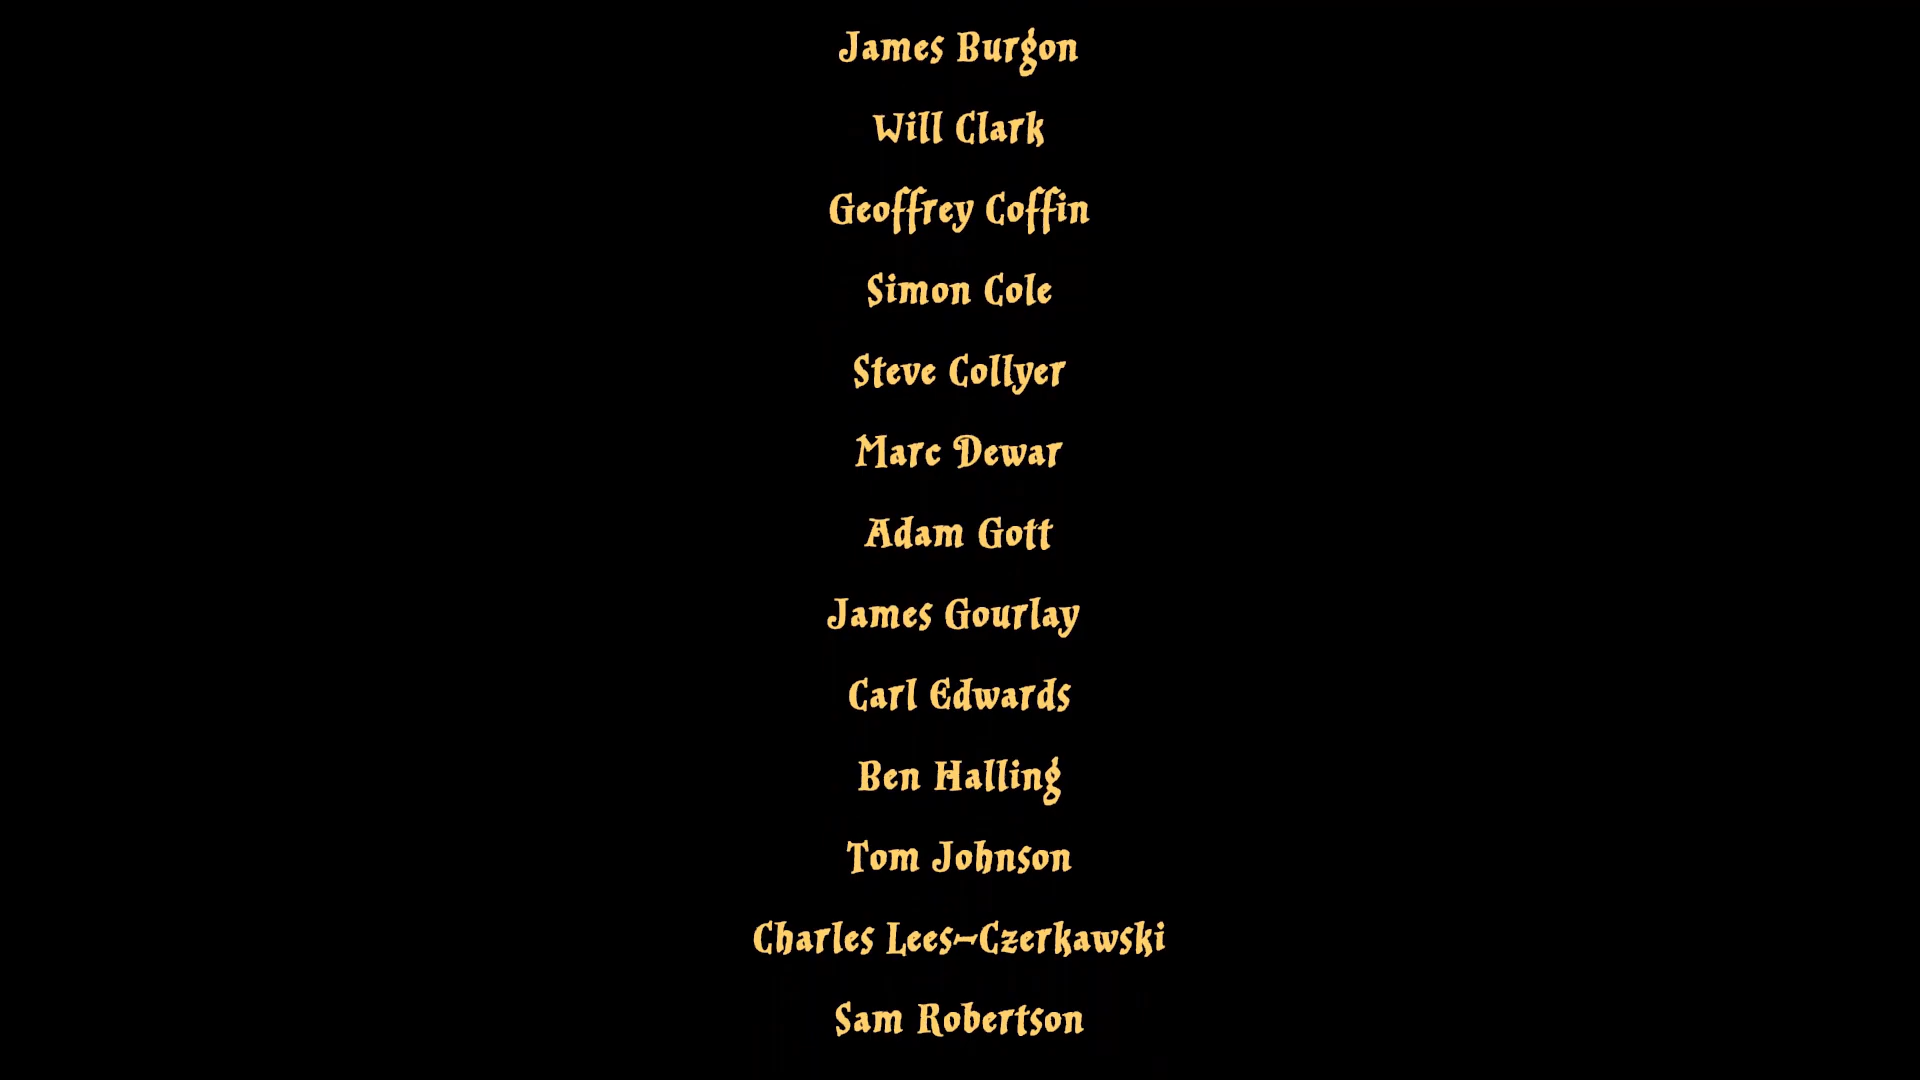 James Burgon
Will Clark
Geoffrey Coffin
Simon Cole
Steve Collyer
Marc Dewar
Adam Gott
James Gourlay
Carl Edwards
Ben Halling
Tom Johnson
Charles Lees-Czerkawski
Sam Robertson